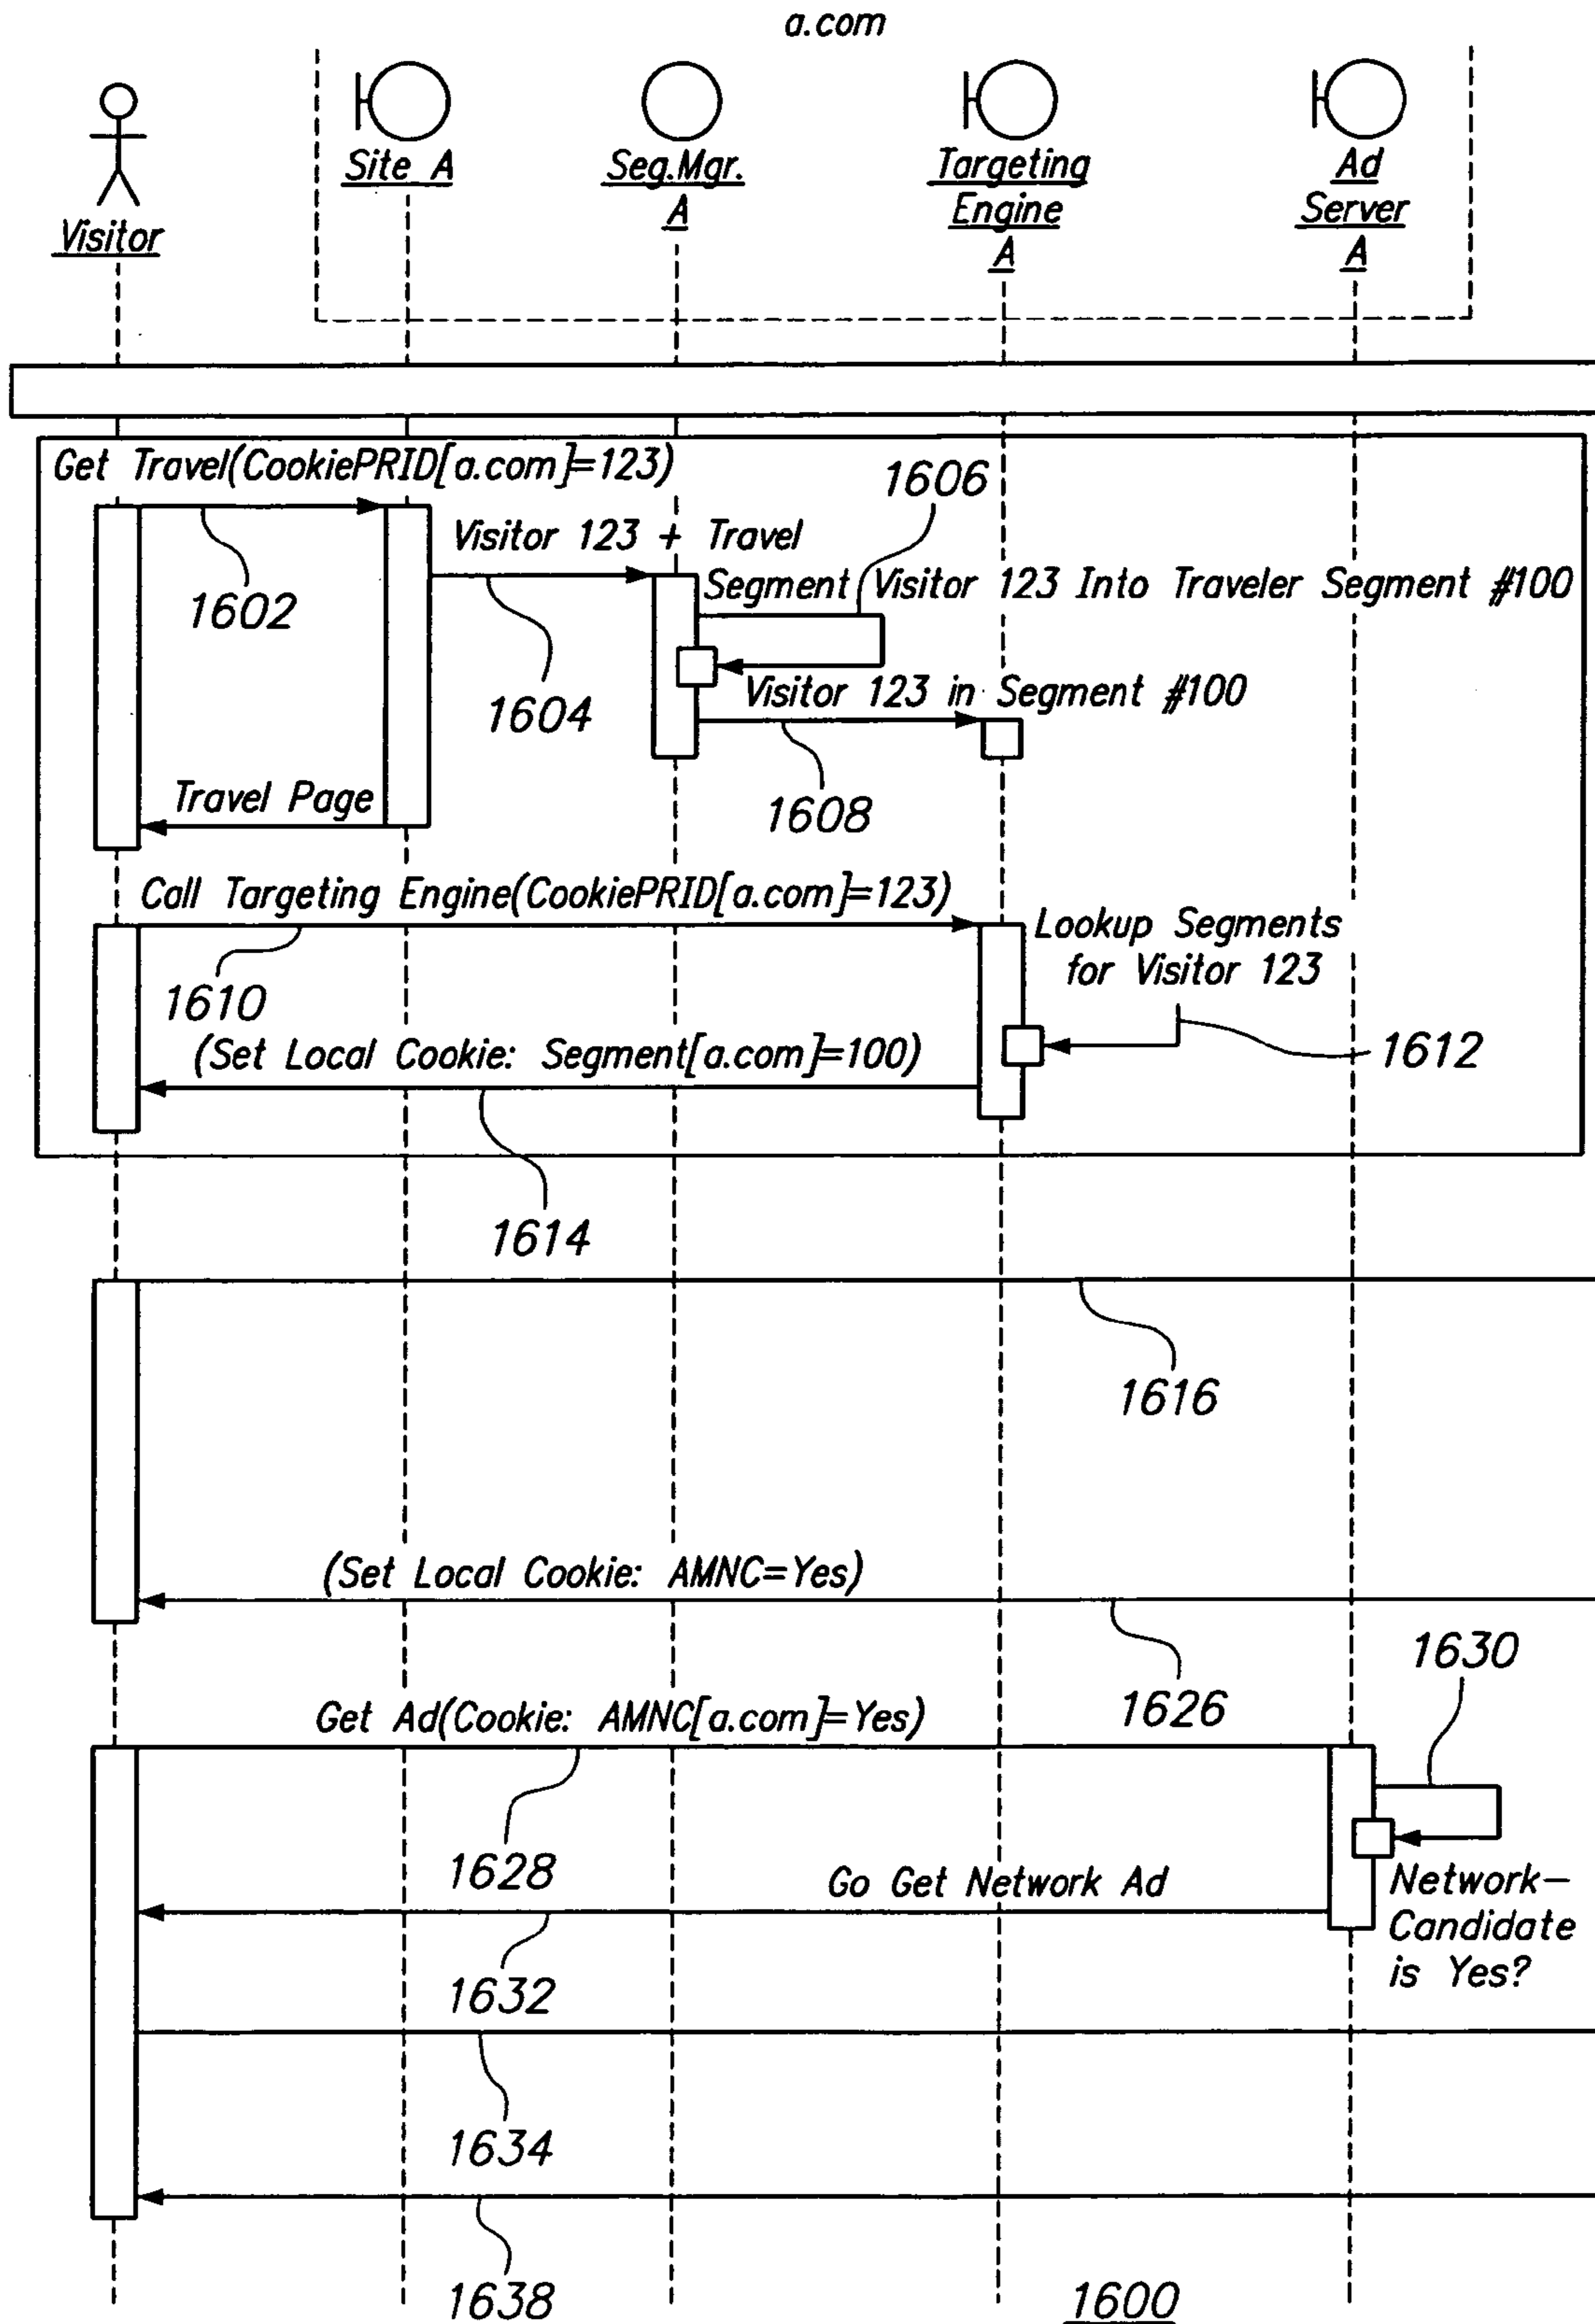 a.com
Visitor
Site A
Seg.Mgr.
A
Targeting
Engine
A
Ad
Server
A
Get Travel(CookiePRID[a.com]=123)
1606
Visitor 123 + Travel
1602
Segment Visitor 123 Into Traveler Segment #100
1604
Visitor 123 in Segment #100
Travel Page
1608
Call Targeting Engine(CookiePRID[a.com]=123)
Lookup Segments
for Visitor 123
1610
(Set Local Cookie: Segment[a.com]=100)
1612
1614
1616
(Set Local Cookie: AMNC=Yes)
1630
1626
Get Ad(Cookie: AMNC[a.com]=Yes)
1628
Go Get Network Ad
Network-
Candidate
is Yes?
1632
1634
1638
1600